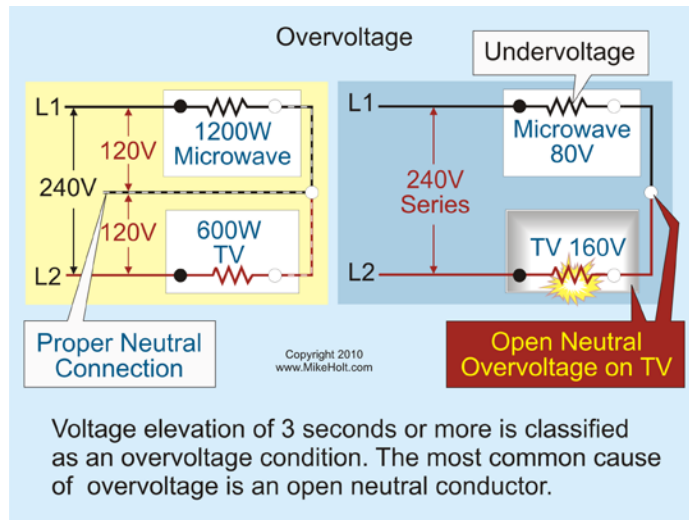 Overvoltage
Undervoltage
L1
1200W
Microwave
120V
240V
120V
600W
TV
L2
Proper Neutral
Connection
L1
Microwave
80V
240V
Series
TV 160V
L2
Open Neutral
Overvoltage on TV
Copyright 2010
www.MikeHolt.com
Voltage elevation of 3 seconds or more is classified
as an overvoltage condition. The most common cause
of overvoltage is an open neutral conductor.